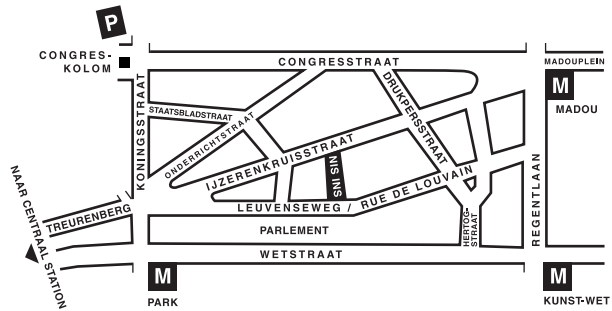 P
CONGRES-
KOLOM
CONGRESSTRAAT
MADOUPLEIN
M
MADOU
KONINGSSTRAAT
STAATSBLADSTRAAT
ONDERRICHTSTRAAT
DRUKPERSSTRAAT
IJZERENKRUISSTRAAT
NIS INS
NAAR CENTRAAL STATION
TREURENBERG
LEUVENSEWEG / RUE DE LOUVAIN
HERTOG-
STRAAT
REGENTLAAN
PARLEMENT
WETSTRAAT
M
PARK
M
KUNST-WET